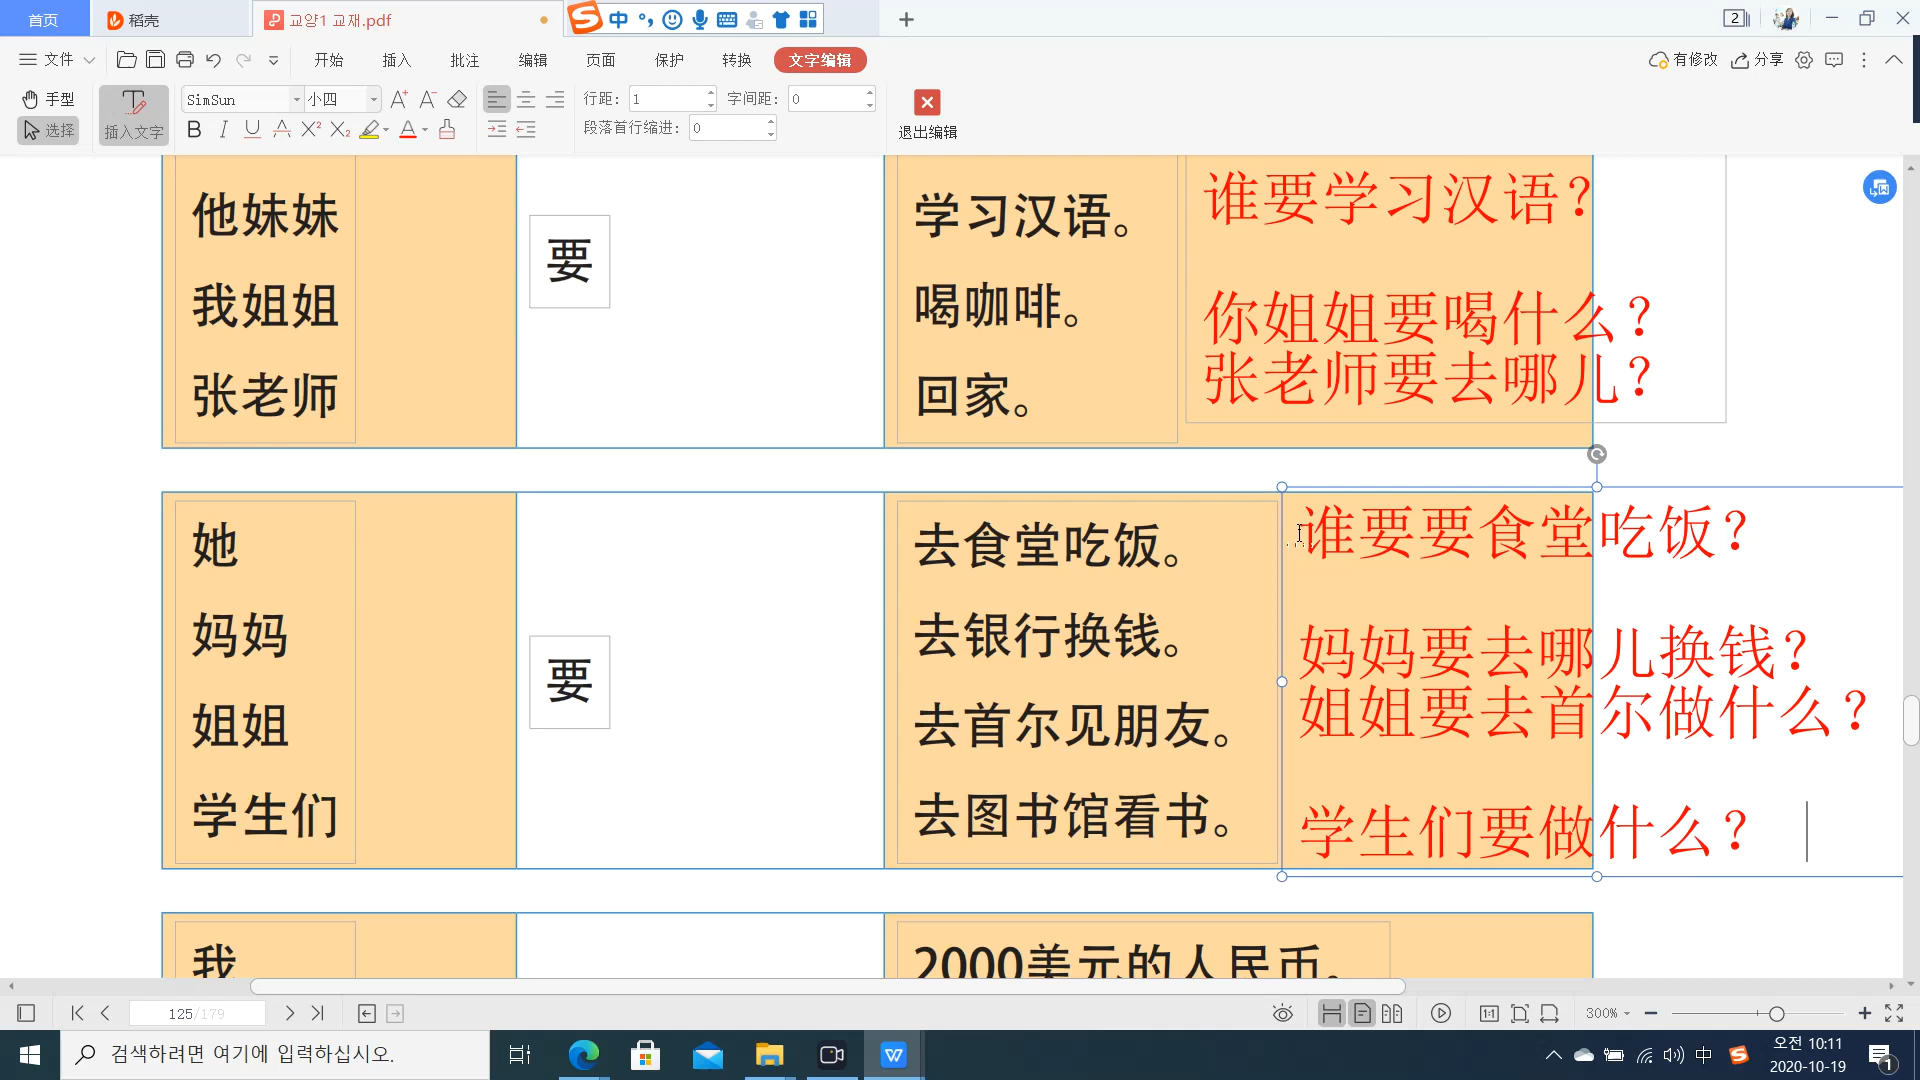 首页
稻壳
교양1 교재.pdf
中
2
文件
开始
插入
批注
编辑
页面
保护
转换
文字编辑
有修改
分享
手型
选择
插入文字
SimSun
小四
行距: 1
字间距: 0
段落首行缩进: 0
退出编辑
他妹妹
我姐姐
张老师
要
学习汉语。
喝咖啡。
回家。
谁要学习汉语?
你姐姐要喝什么?
张老师要去哪儿?
她
妈妈
姐姐
学生们
要
去食堂吃饭。
去银行换钱。
去首尔见朋友。
去图书馆看书。
谁要要食堂吃饭?
妈妈要去哪儿换钱?
姐姐要去首尔做什么?
学生们要做什么?
我
2000美元的人民币。
125/179
300%
검색하려면 여기에 입력하십시오.
中
오전 10:11
2020-10-19
1